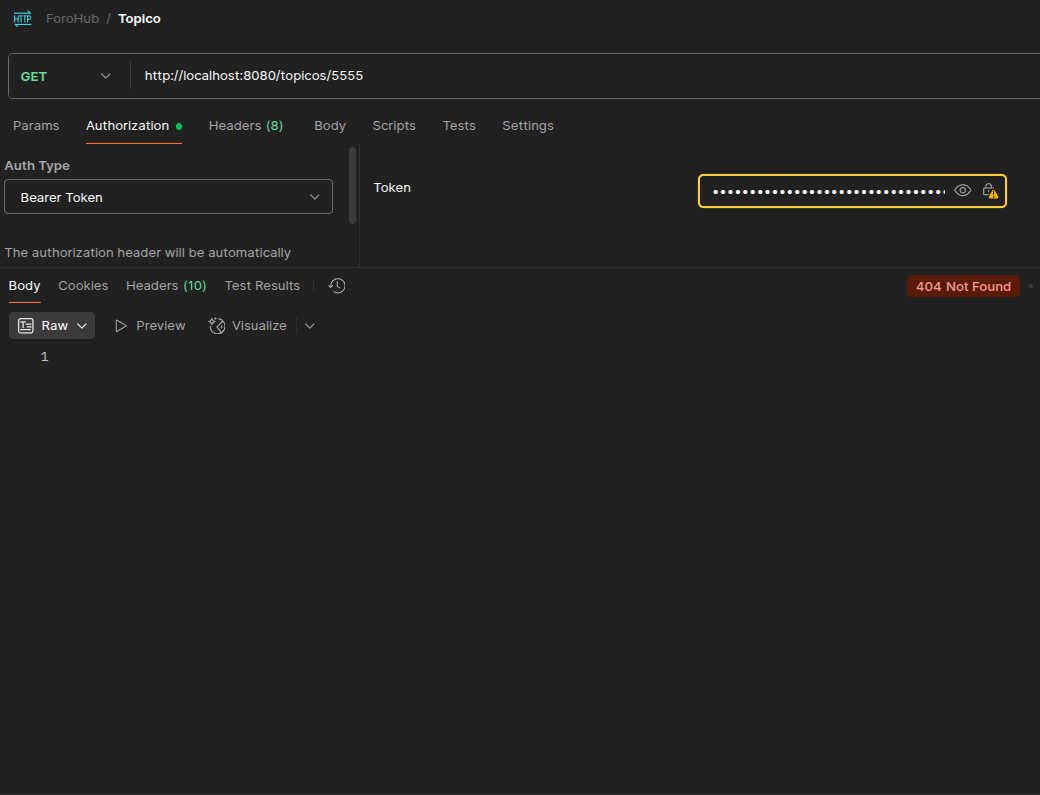 HTTP ForoHub / Topico
GET http://localhost:8080/topicos/5555
Params Authorization Headers (8) Body Scripts Tests Settings
Auth Type
Bearer Token
Token
The authorization header will be automatically
Body Cookies Headers (10) Test Results 404 Not Found
Raw Preview Visualize
1